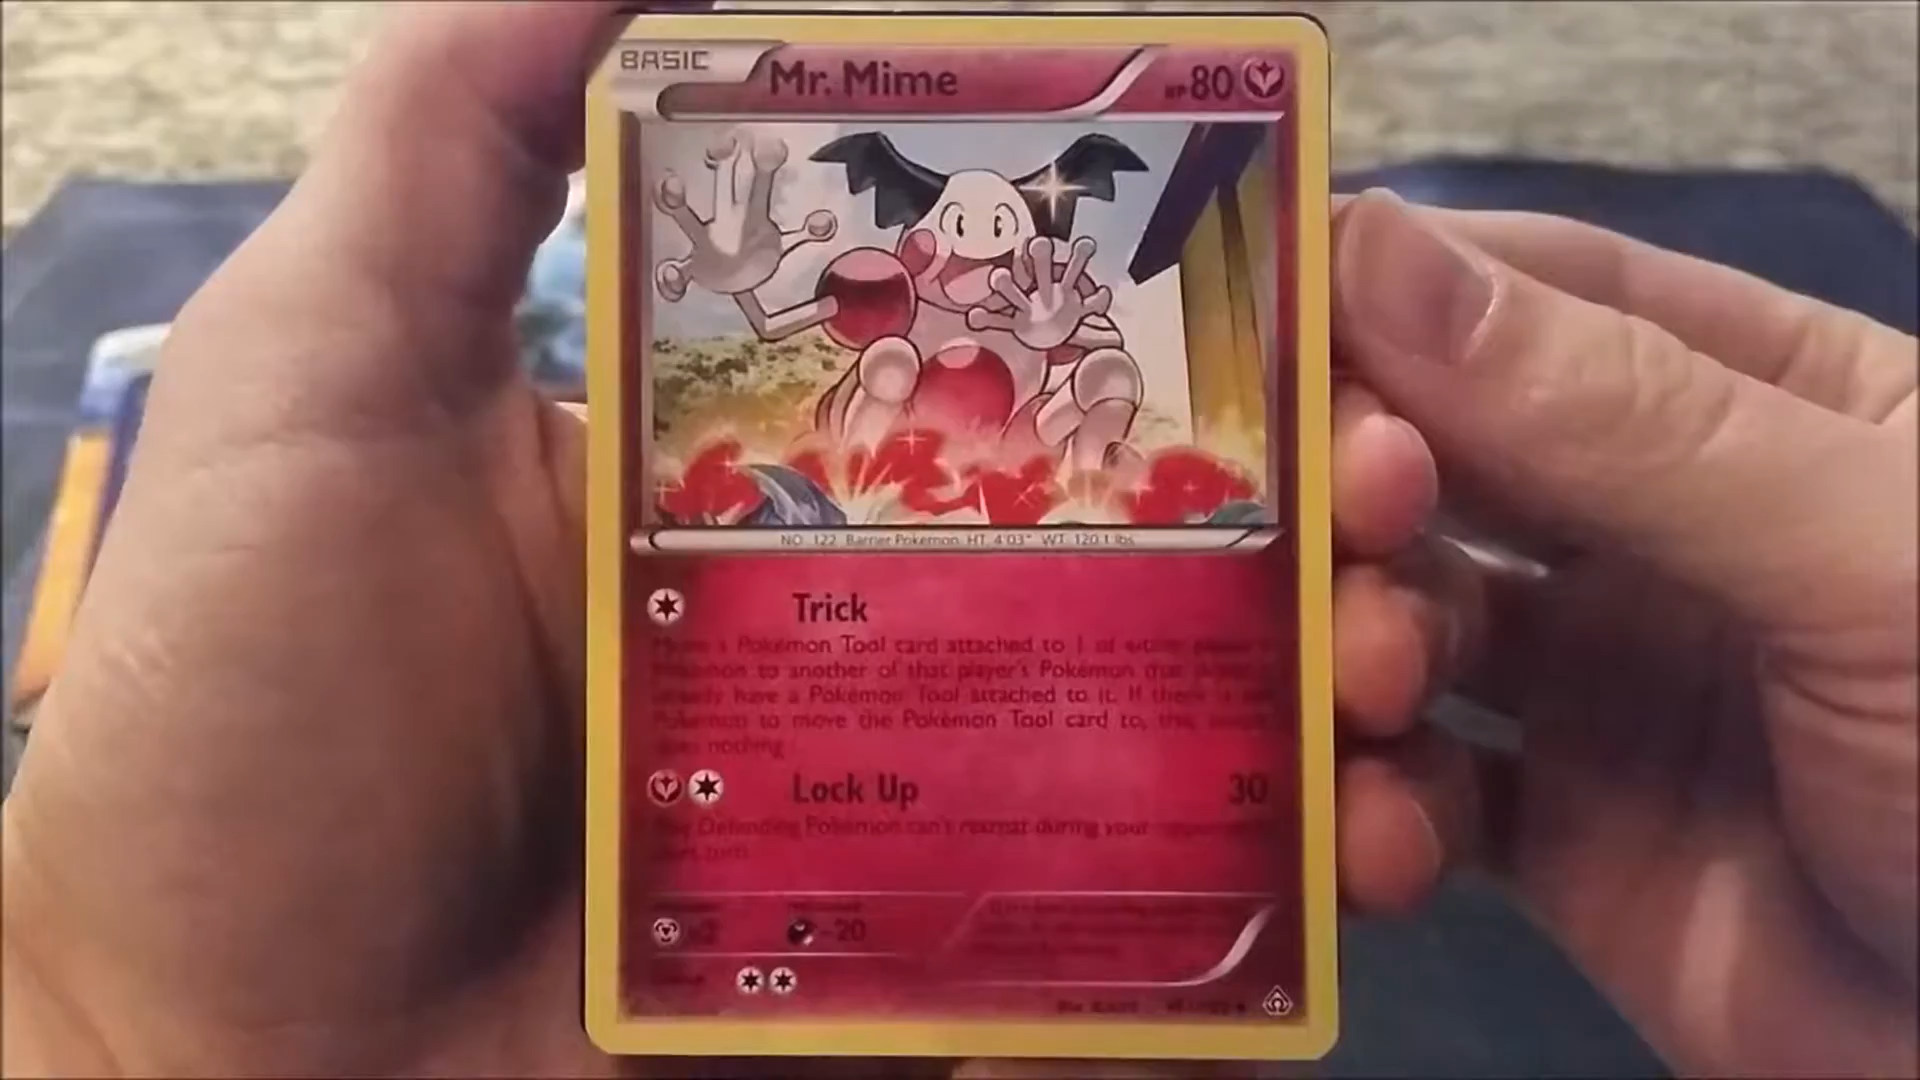 BASIC
Mr. Mime
HP80
NO. 122 Barrier Pokémon HT. 4'03" WT. 120.1 lbs.
Trick
a Pokémon Tool card attached to 1 of either
to another of that player's Pokémon that
already have a Pokémon Tool attached to it. If there
Pokémon to move the Pokémon Tool card to, this
does nothing.
Lock Up 30
Defending Pokémon can't retreat during your
turn.
×2 -20